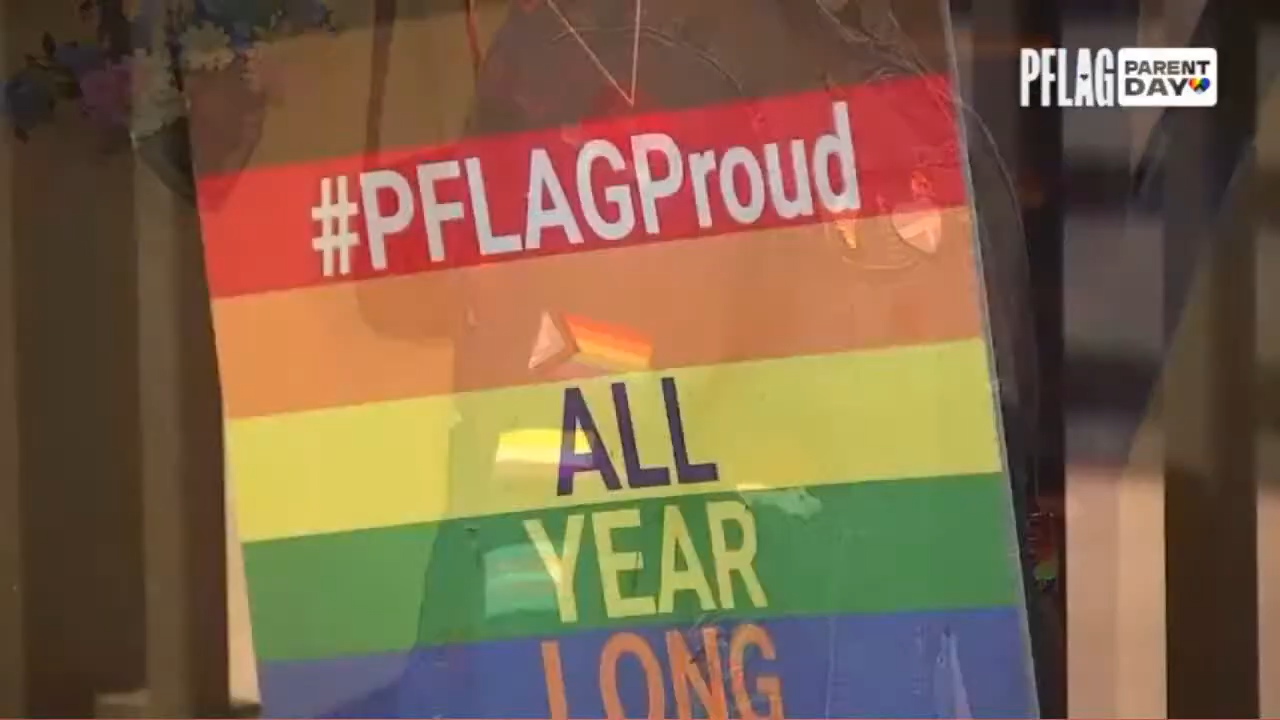 PFLAG PARENT
DAY
#PFLAGProud
ALL
YEAR
LONG